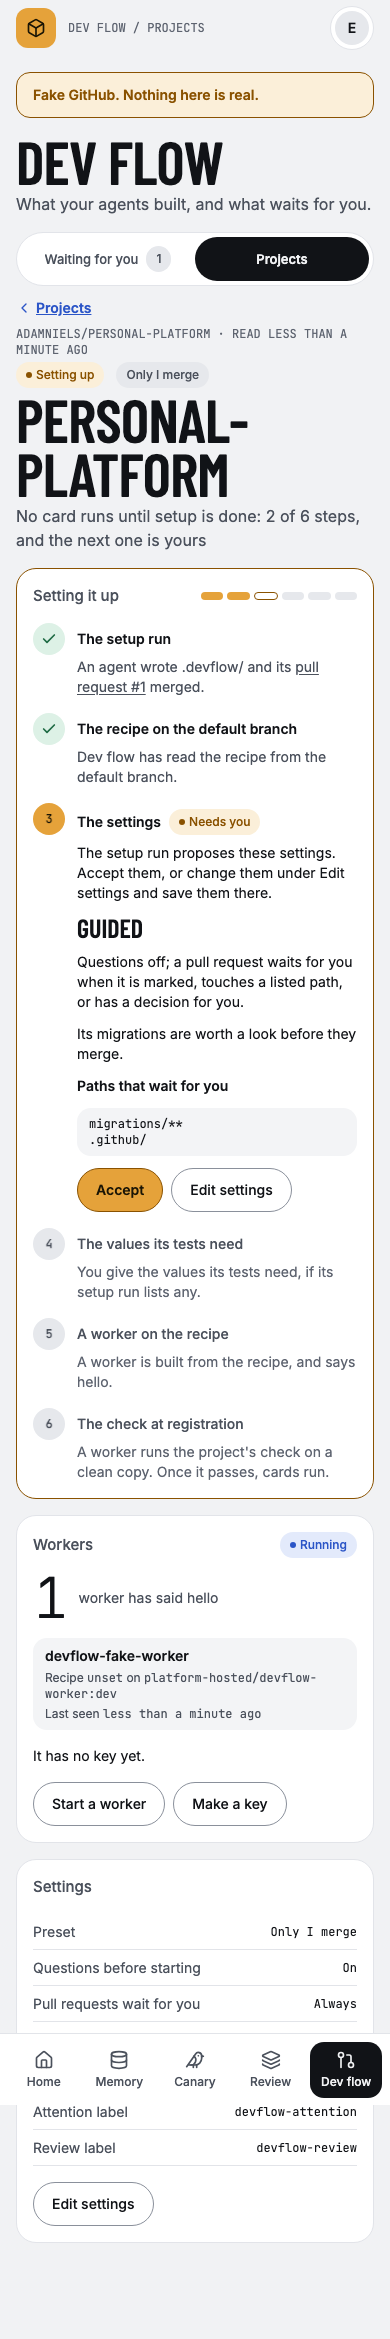 DEV FLOW / PROJECTS
E
Fake GitHub. Nothing here is real.
DEV FLOW
What your agents built, and what waits for you.
Waiting for you 1
Projects
Projects
ADAMNIELS/PERSONAL-PLATFORM · READ LESS THAN A
MINUTE AGO
Setting up
Only I merge
PERSONAL-
PLATFORM
No card runs until setup is done: 2 of 6 steps,
and the next one is yours
Setting it up
The setup run
An agent wrote .devflow/ and its pull
request #1 merged.
The recipe on the default branch
Dev flow has read the recipe from the
default branch.
3 The settings Needs you
The setup run proposes these settings.
Accept them, or change them under Edit
settings and save them there.
GUIDED
Questions off; a pull request waits for you
when it is marked, touches a listed path,
or has a decision for you.
Its migrations are worth a look before they
merge.
Paths that wait for you
migrations/**
.github/
Accept
Edit settings
4 The values its tests need
You give the values its tests need, if its
setup run lists any.
5 A worker on the recipe
A worker is built from the recipe, and says
hello.
6 The check at registration
A worker runs the project's check on a
clean copy. Once it passes, cards run.
Workers
Running
1 worker has said hello
devflow-fake-worker
Recipe unset on platform-hosted/devflow-
worker:dev
Last seen less than a minute ago
It has no key yet.
Start a worker
Make a key
Settings
Preset Only I merge
Questions before starting On
Pull requests wait for you Always
Home
Memory
Canary
Review
Dev flow
Attention label devflow-attention
Review label devflow-review
Edit settings